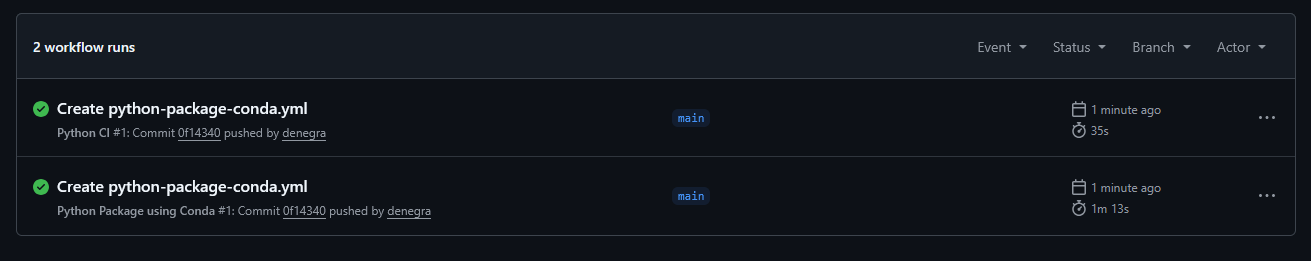 2 workflow runs
Event Status Branch Actor
Create python-package-conda.yml
Python CI #1: Commit 0f14340 pushed by denegra
main
1 minute ago
35s
Create python-package-conda.yml
Python Package using Conda #1: Commit 0f14340 pushed by denegra
main
1 minute ago
1m 13s